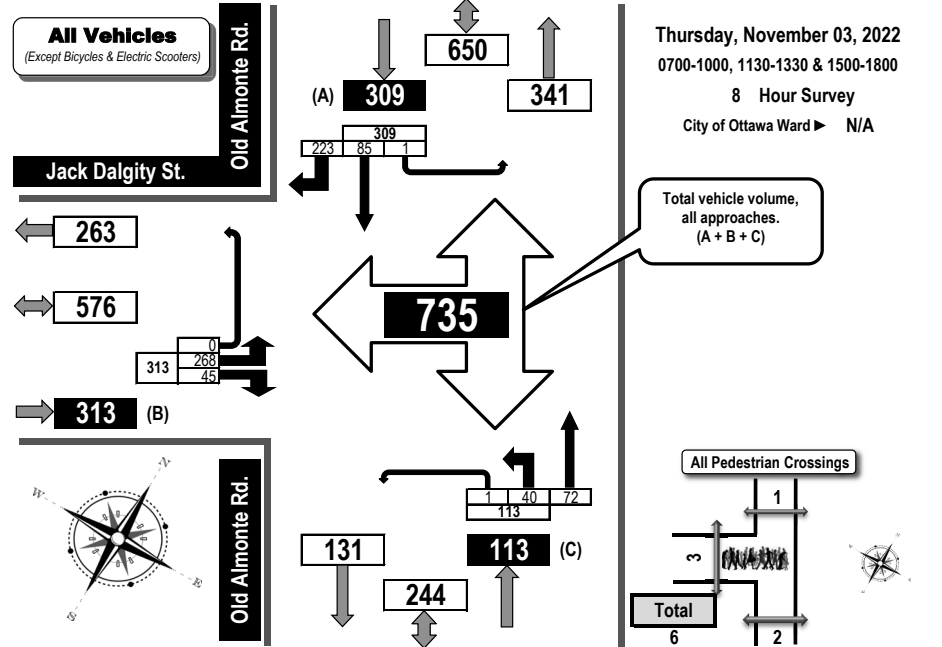 All Vehicles
(Except Bicycles & Electric Scooters)
Old Almonte Rd.
Jack Dalgity St.
650
(A) 309
341
309
223 85 1
Thursday, November 03, 2022
0700-1000, 1130-1330 & 1500-1800
8 Hour Survey
City of Ottawa Ward ► N/A
Total vehicle volume,
all approaches.
(A + B + C)
263
576
735
313
0
268
45
313 (B)
N
W
E
S
Old Almonte Rd.
1 40 72
113
131
113 (C)
244
All Pedestrian Crossings
1
3
Total
6
2